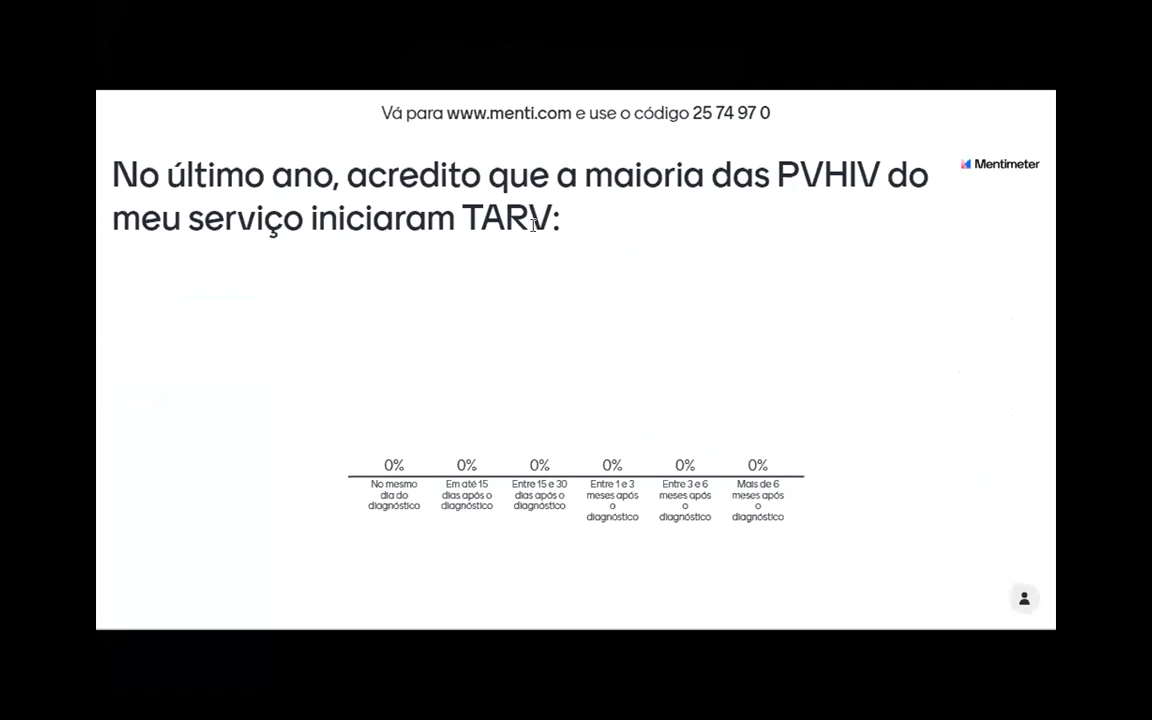 Vá para www.menti.com e use o código 25 74 97 0
Mentimeter
No último ano, acredito que a maioria das PVHIV do
meu serviço iniciaram TARV:
0% 0% 0% 0% 0% 0%
No mesmo
dia do
diagnóstico
Em até 15
dias após o
diagnóstico
Entre 15 e 30
dias após o
diagnóstico
Entre 1 e 3
meses após
o
diagnóstico
Entre 3 e 6
meses após
o
diagnóstico
Mais de 6
meses após
o
diagnóstico